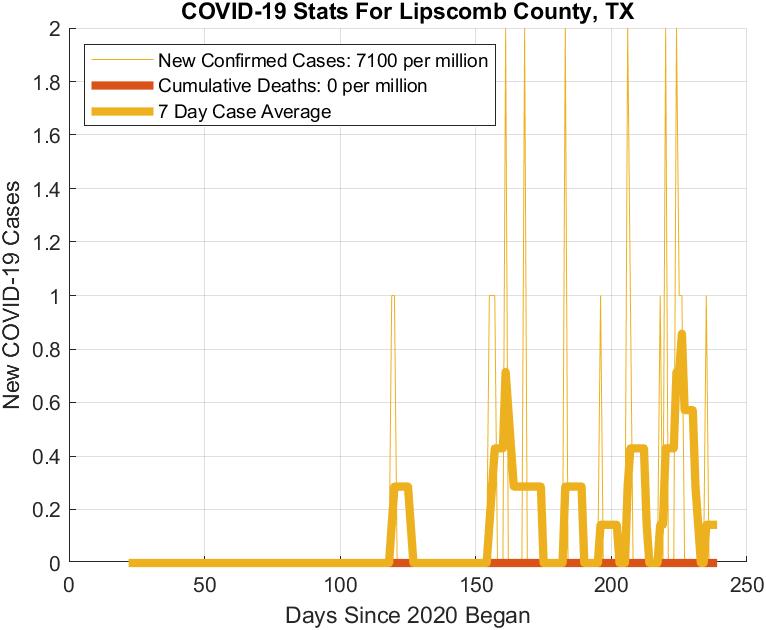 COVID-19 Stats For Lipscomb County, TX
New Confirmed Cases: 7100 per million
Cumulative Deaths: 0 per million
7 Day Case Average
New COVID-19 Cases
2
1.8
1.6
1.4
1.2
1
0.8
0.6
0.4
0.2
0
0 50 100 150 200 250
Days Since 2020 Began